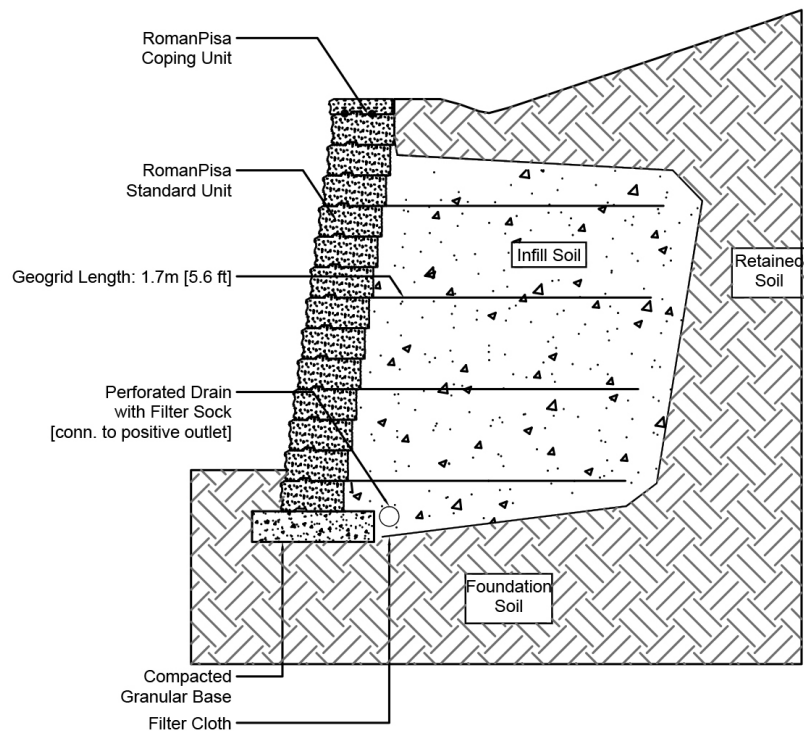 RomanPisa
Coping Unit
RomanPisa
Standard Unit
Infill Soil
Retained
Soil
Geogrid Length: 1.7m [5.6 ft]
Perforated Drain
with Filter Sock
[conn. to positive outlet]
Foundation
Soil
Compacted
Granular Base
Filter Cloth